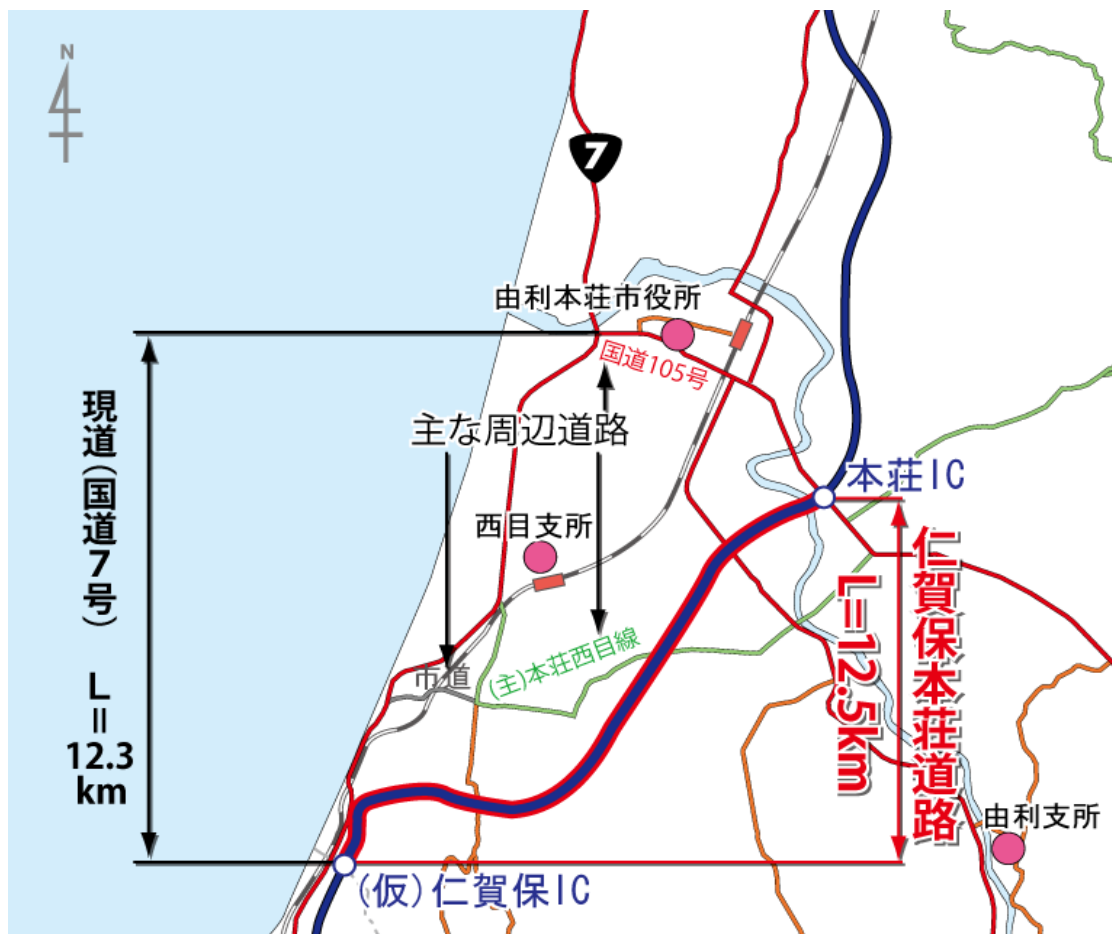 N
7
由利本荘市役所
国道105号
現道(国道7号) L=12.3km
主な周辺道路
本荘IC
西目支所
仁賀保本荘道路
L=12.5km
(主)本荘西目線
市道
由利支所
(仮)仁賀保IC